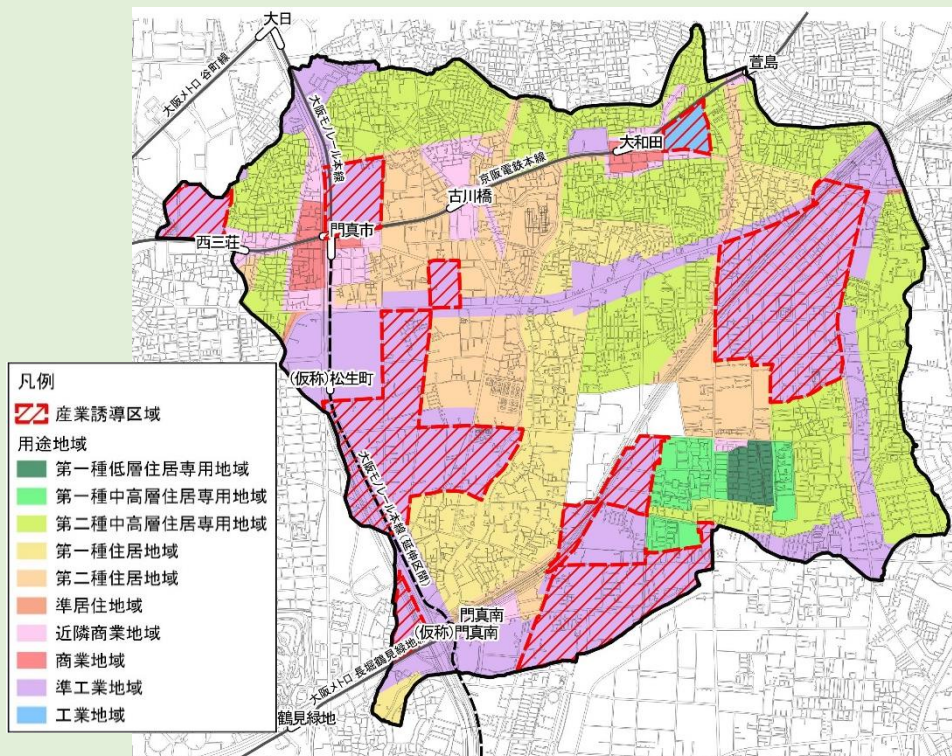 大日
大阪メトロ 谷町線
大阪モノレール本線
萱島
大和田
京阪電鉄本線
古川橋
門真市
西三荘
(仮称)松生町
大阪モノレール本線(延伸区間)
門真南
(仮称)門真南
大阪メトロ 長堀鶴見緑地
鶴見緑地
凡例
産業誘導区域
用途地域
第一種低層住居専用地域
第一種中高層住居専用地域
第二種中高層住居専用地域
第一種住居地域
第二種住居地域
準居住地域
近隣商業地域
商業地域
準工業地域
工業地域